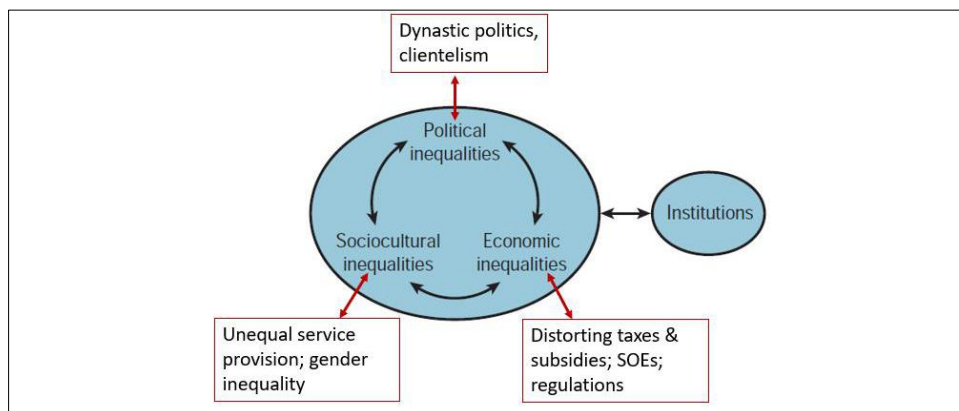 Dynastic politics,
clientelism
Political
inequalities
Institutions
Sociocultural
inequalities
Economic
inequalities
Unequal service
provision; gender
inequality
Distorting taxes &
subsidies; SOEs;
regulations